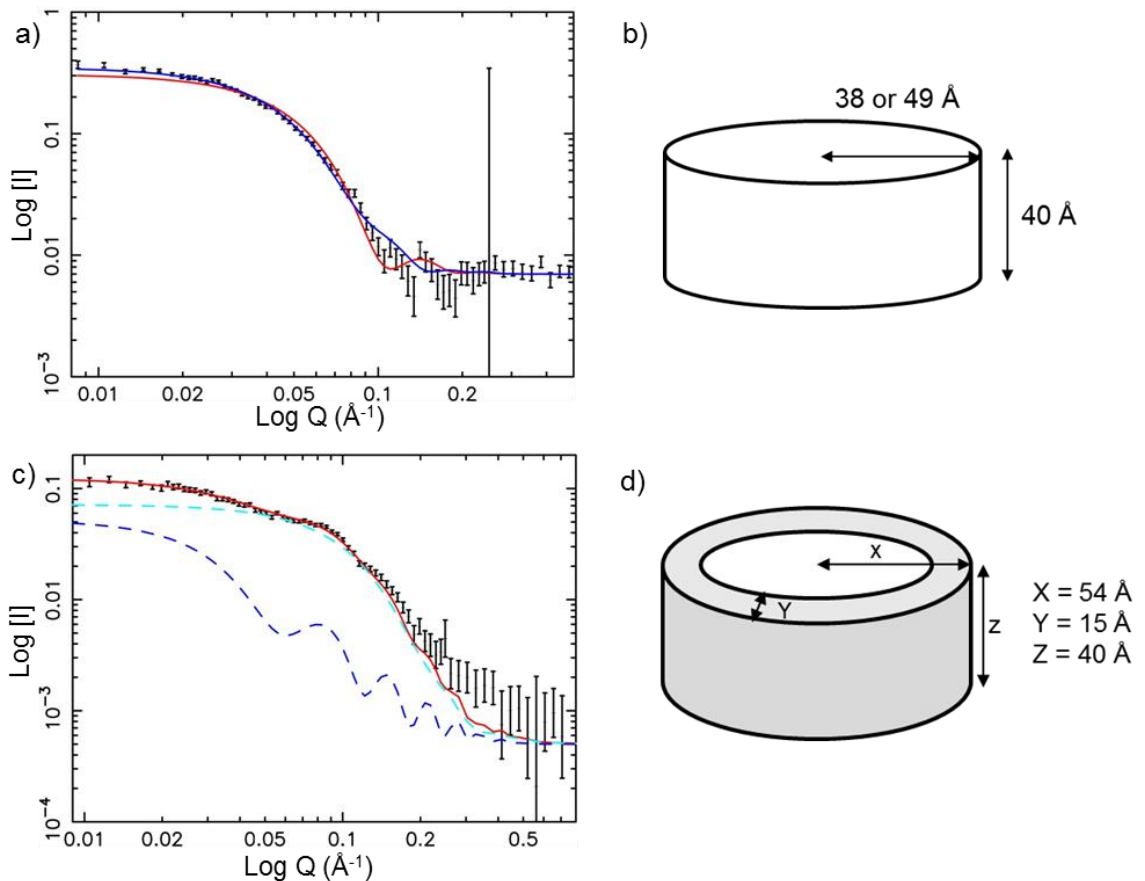 a)
1
0.1
0.01
10⁻³
Log [I]
0.01 0.02 0.05 0.1 0.2
Log Q (Å⁻¹)
b)
38 or 49 Å
40 Å
c)
0.1
0.01
10⁻³
10⁻⁴
Log [I]
0.01 0.02 0.05 0.1 0.2 0.5
Log Q (Å⁻¹)
d)
x
Y
z
X = 54 Å
Y = 15 Å
Z = 40 Å